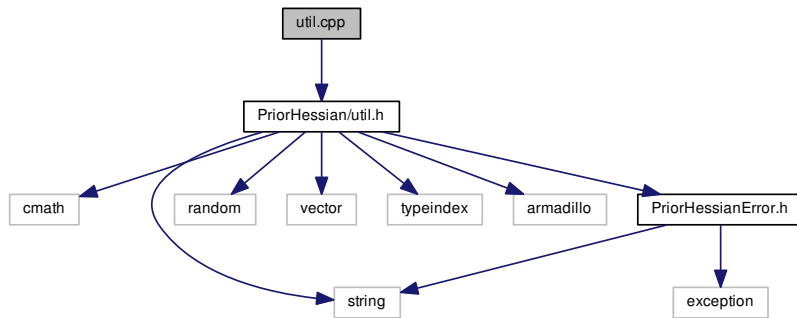 util.cpp
PriorHessian/util.h
cmath
random
vector
typeindex
armadillo
PriorHessianError.h
string
exception